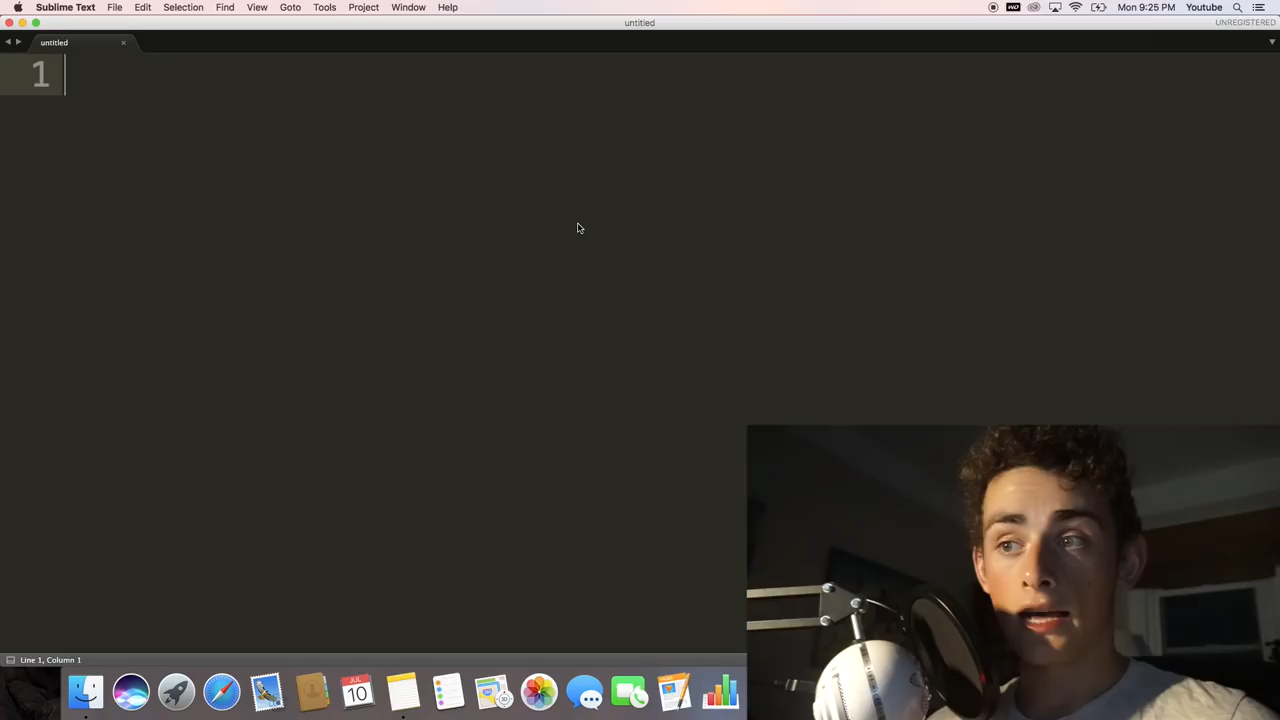 Sublime Text File Edit Selection Find View Goto Tools Project Window Help Mon 9:25 PM Youtube
untitled UNREGISTERED
untitled
1
Line 1, Column 1
JUL
10